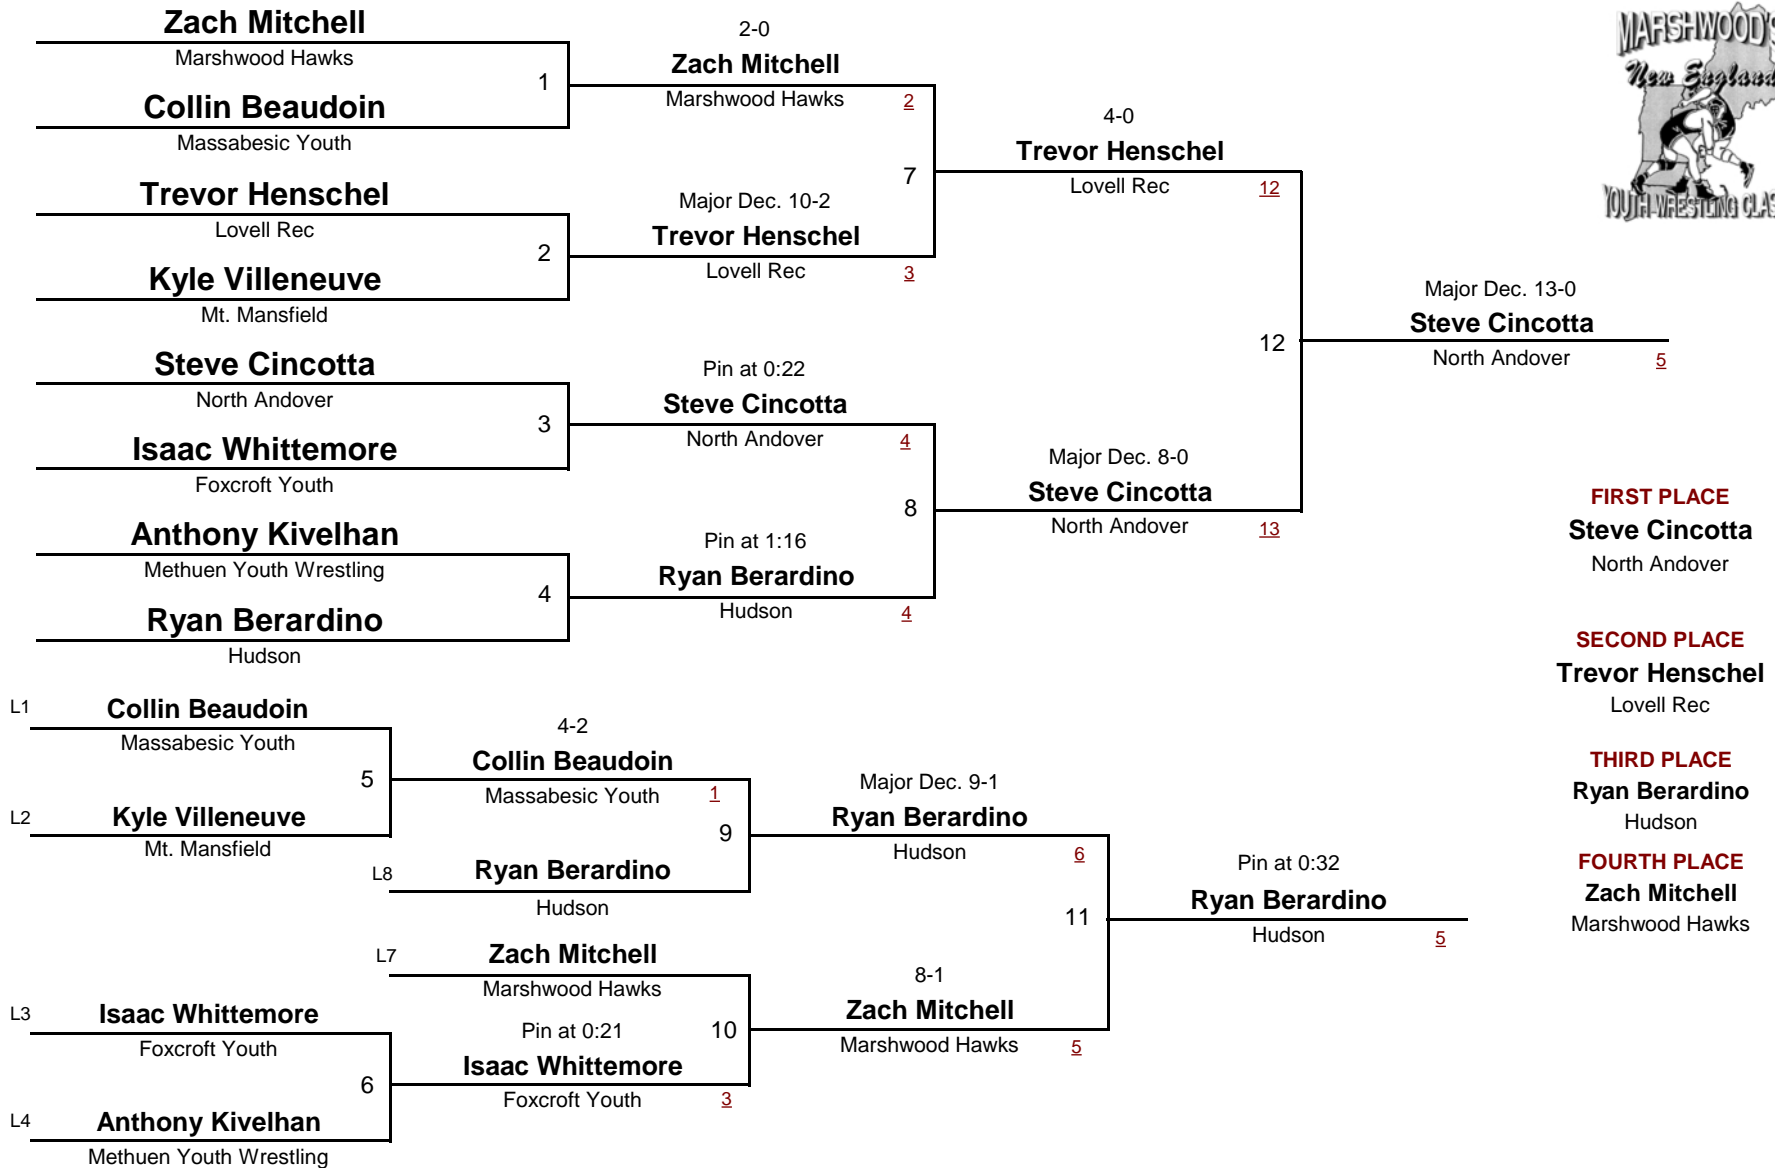 Zach Mitchell
Marshwood Hawks
1
Collin Beaudoin
Massabesic Youth
Trevor Henschel
Lovell Rec
2
Kyle Villeneuve
Mt. Mansfield
Steve Cincotta
North Andover
3
Isaac Whittemore
Foxcroft Youth
Anthony Kivelhan
Methuen Youth Wrestling
4
Ryan Berardino
Hudson
2-0
Zach Mitchell
Marshwood Hawks 2
7
Major Dec. 10-2
Trevor Henschel
Lovell Rec 3
Pin at 0:22
Steve Cincotta
North Andover 4
8
Pin at 1:16
Ryan Berardino
Hudson 4
4-0
Trevor Henschel
Lovell Rec 12
12
Major Dec. 8-0
Steve Cincotta
North Andover 13
Major Dec. 13-0
Steve Cincotta
North Andover 5
MARSHWOOD'S
New England
YOUTH WRESTLING CLAS
FIRST PLACE
Steve Cincotta
North Andover
SECOND PLACE
Trevor Henschel
Lovell Rec
THIRD PLACE
Ryan Berardino
Hudson
FOURTH PLACE
Zach Mitchell
Marshwood Hawks
L1 Collin Beaudoin
Massabesic Youth
5
L2 Kyle Villeneuve
Mt. Mansfield
L3 Isaac Whittemore
Foxcroft Youth
6
L4 Anthony Kivelhan
Methuen Youth Wrestling
4-2
Collin Beaudoin
Massabesic Youth 1
9
L8 Ryan Berardino
Hudson
L7 Zach Mitchell
Marshwood Hawks
10
Pin at 0:21
Isaac Whittemore
Foxcroft Youth 3
Major Dec. 9-1
Ryan Berardino
Hudson 6
11
8-1
Zach Mitchell
Marshwood Hawks 5
Pin at 0:32
Ryan Berardino
Hudson 5